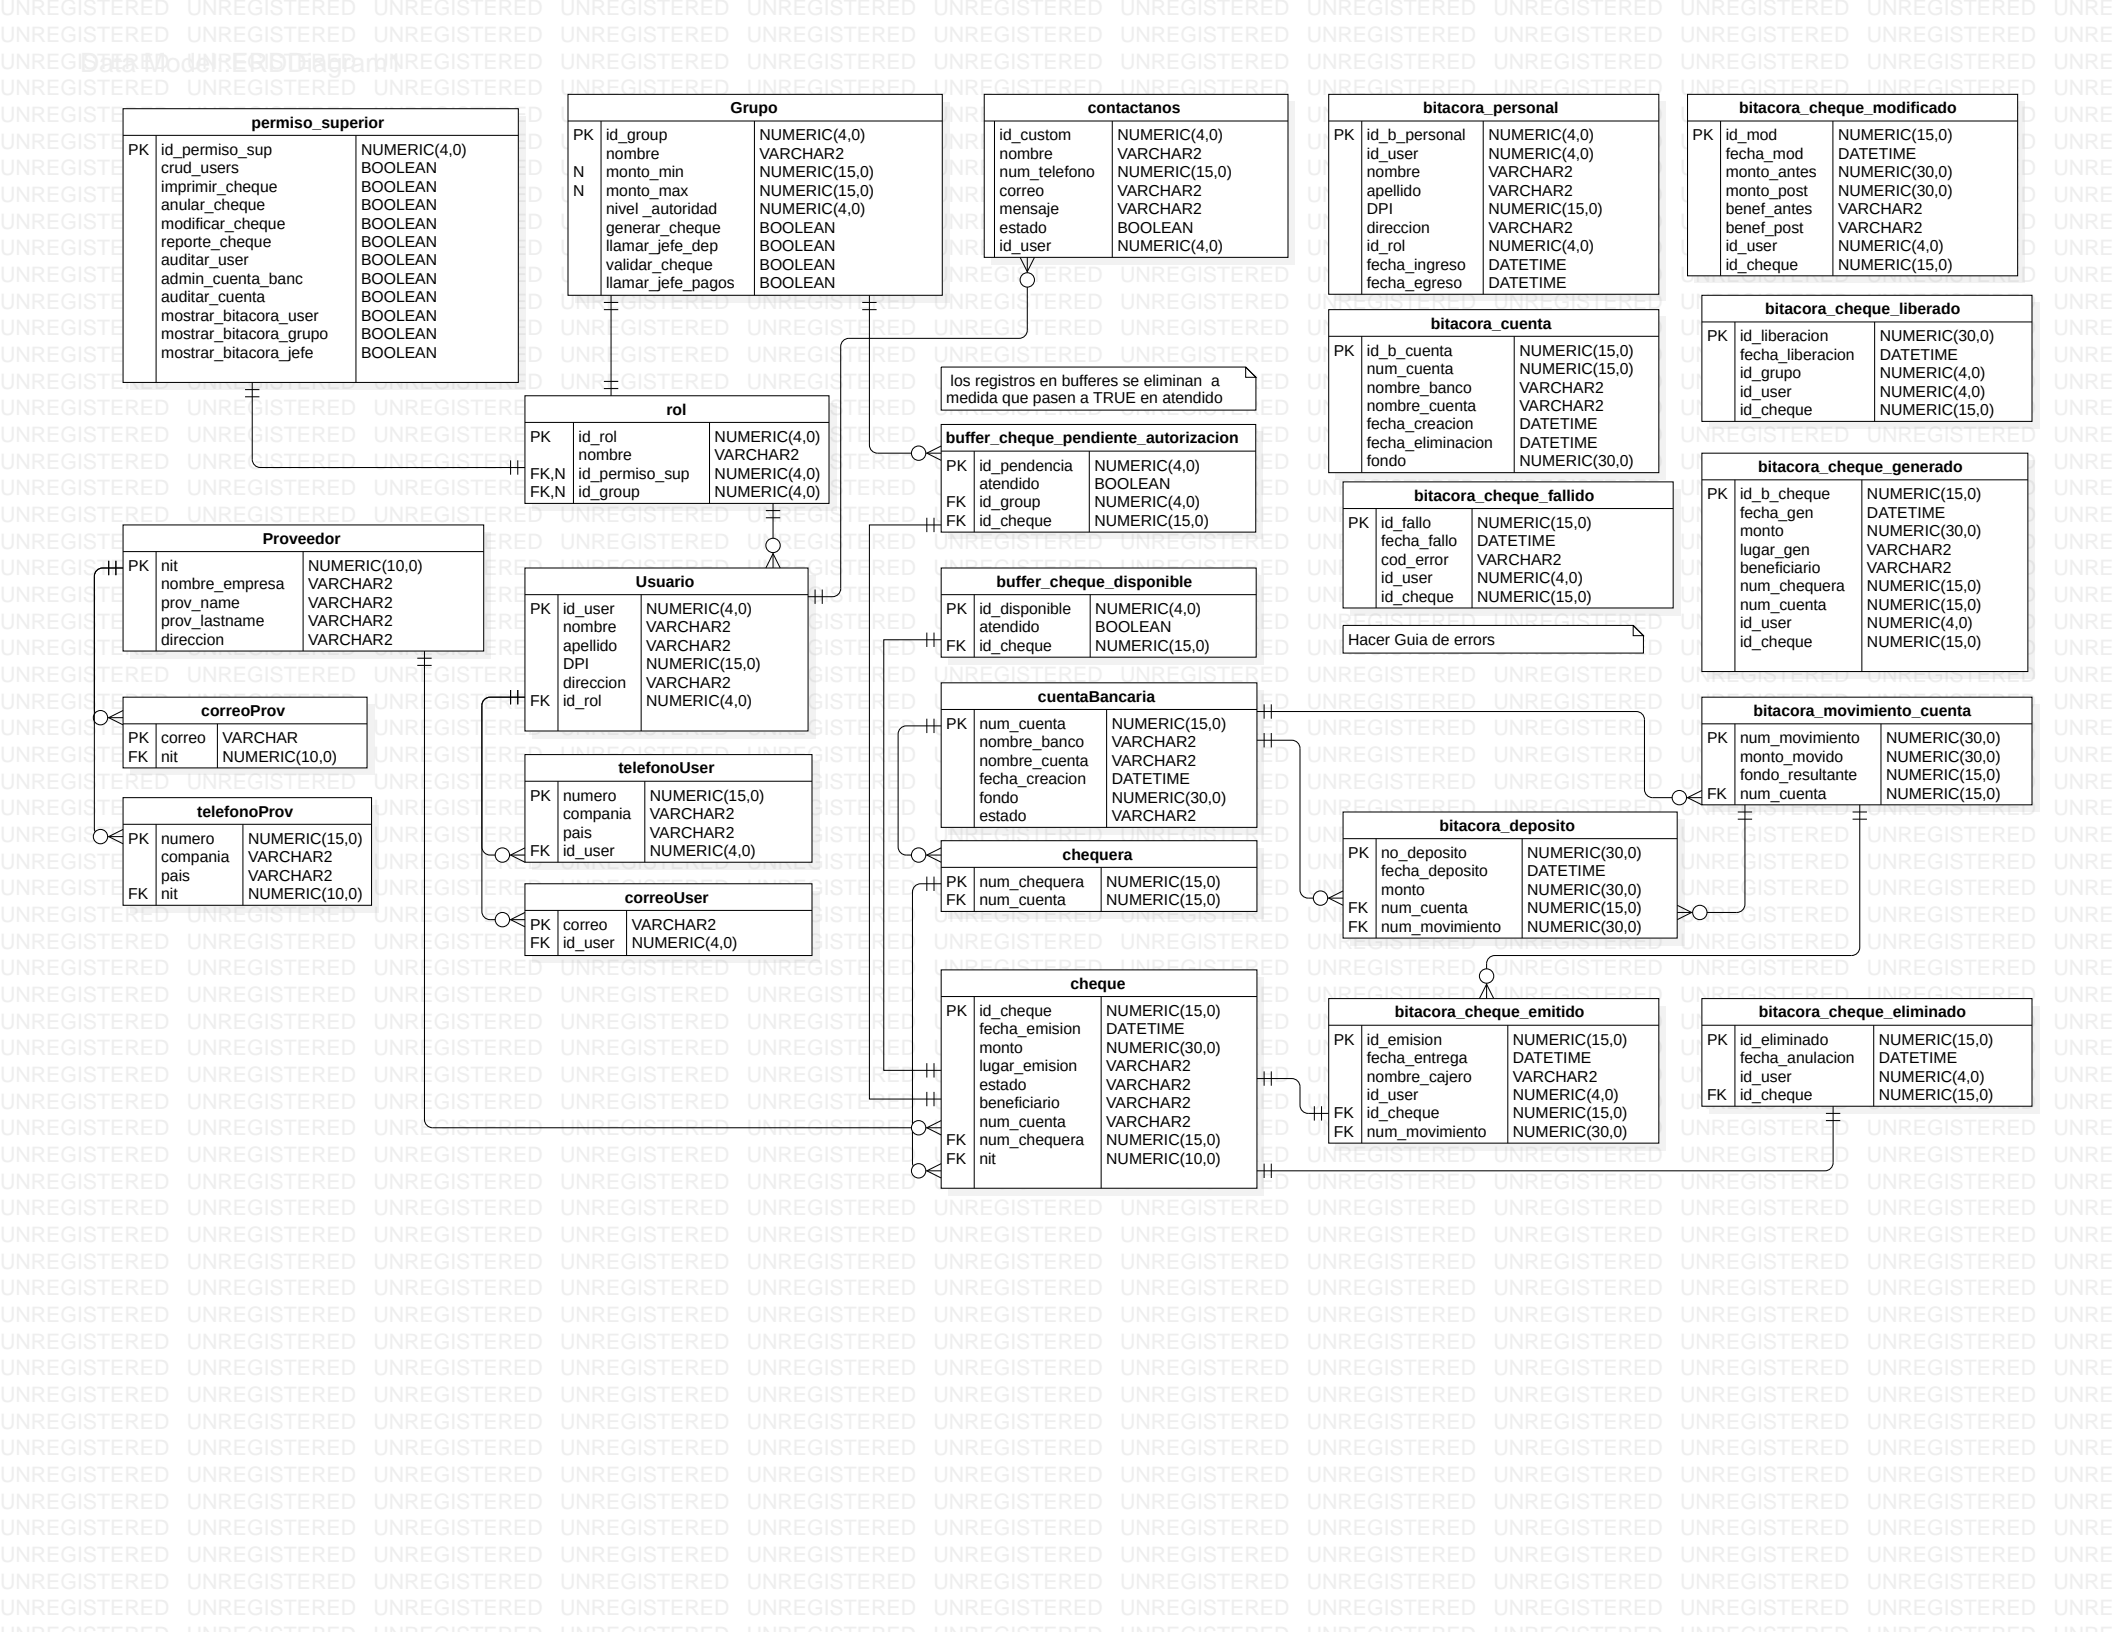 Data Model: ERDDiagram1
permiso_superior
PK id_permiso_sup NUMERIC(4,0)
crud_users BOOLEAN
imprimir_cheque BOOLEAN
anular_cheque BOOLEAN
modificar_cheque BOOLEAN
reporte_cheque BOOLEAN
auditar_user BOOLEAN
admin_cuenta_banc BOOLEAN
auditar_cuenta BOOLEAN
mostrar_bitacora_user BOOLEAN
mostrar_bitacora_grupo BOOLEAN
mostrar_bitacora_jefe BOOLEAN
Grupo
PK id_group NUMERIC(4,0)
nombre VARCHAR2
N monto_min NUMERIC(15,0)
N monto_max NUMERIC(15,0)
nivel _autoridad NUMERIC(4,0)
generar_cheque BOOLEAN
llamar_jefe_dep BOOLEAN
validar_cheque BOOLEAN
llamar_jefe_pagos BOOLEAN
contactanos
id_custom NUMERIC(4,0)
nombre VARCHAR2
num_telefono NUMERIC(15,0)
correo VARCHAR2
mensaje VARCHAR2
estado BOOLEAN
id_user NUMERIC(4,0)
bitacora_personal
PK id_b_personal NUMERIC(4,0)
id_user NUMERIC(4,0)
nombre VARCHAR2
apellido VARCHAR2
DPI NUMERIC(15,0)
direccion VARCHAR2
id_rol NUMERIC(4,0)
fecha_ingreso DATETIME
fecha_egreso DATETIME
bitacora_cheque_modificado
PK id_mod NUMERIC(15,0)
fecha_mod DATETIME
monto_antes NUMERIC(30,0)
monto_post NUMERIC(30,0)
benef_antes VARCHAR2
benef_post VARCHAR2
id_user NUMERIC(4,0)
id_cheque NUMERIC(15,0)
bitacora_cuenta
PK id_b_cuenta NUMERIC(15,0)
num_cuenta NUMERIC(15,0)
nombre_banco VARCHAR2
nombre_cuenta VARCHAR2
fecha_creacion DATETIME
fecha_eliminacion DATETIME
fondo NUMERIC(30,0)
bitacora_cheque_liberado
PK id_liberacion NUMERIC(30,0)
fecha_liberacion DATETIME
id_grupo NUMERIC(4,0)
id_user NUMERIC(4,0)
id_cheque NUMERIC(15,0)
los registros en bufferes se eliminan a
medida que pasen a TRUE en atendido
rol
PK id_rol NUMERIC(4,0)
nombre VARCHAR2
FK,N id_permiso_sup NUMERIC(4,0)
FK,N id_group NUMERIC(4,0)
buffer_cheque_pendiente_autorizacion
PK id_pendencia NUMERIC(4,0)
atendido BOOLEAN
FK id_group NUMERIC(4,0)
FK id_cheque NUMERIC(15,0)
bitacora_cheque_fallido
PK id_fallo NUMERIC(15,0)
fecha_fallo DATETIME
cod_error VARCHAR2
id_user NUMERIC(4,0)
id_cheque NUMERIC(15,0)
bitacora_cheque_generado
PK id_b_cheque NUMERIC(15,0)
fecha_gen DATETIME
monto NUMERIC(30,0)
lugar_gen VARCHAR2
beneficiario VARCHAR2
num_chequera NUMERIC(15,0)
num_cuenta NUMERIC(15,0)
id_user NUMERIC(4,0)
id_cheque NUMERIC(15,0)
Proveedor
PK nit NUMERIC(10,0)
nombre_empresa VARCHAR2
prov_name VARCHAR2
prov_lastname VARCHAR2
direccion VARCHAR2
Usuario
PK id_user NUMERIC(4,0)
nombre VARCHAR2
apellido VARCHAR2
DPI NUMERIC(15,0)
direccion VARCHAR2
FK id_rol NUMERIC(4,0)
buffer_cheque_disponible
PK id_disponible NUMERIC(4,0)
atendido BOOLEAN
FK id_cheque NUMERIC(15,0)
Hacer Guia de errors
correoProv
PK correo VARCHAR
FK nit NUMERIC(10,0)
cuentaBancaria
PK num_cuenta NUMERIC(15,0)
nombre_banco VARCHAR2
nombre_cuenta VARCHAR2
fecha_creacion DATETIME
fondo NUMERIC(30,0)
estado VARCHAR2
bitacora_movimiento_cuenta
PK num_movimiento NUMERIC(30,0)
monto_movido NUMERIC(30,0)
fondo_resultante NUMERIC(15,0)
FK num_cuenta NUMERIC(15,0)
telefonoProv
PK numero NUMERIC(15,0)
compania VARCHAR2
pais VARCHAR2
FK nit NUMERIC(10,0)
telefonoUser
PK numero NUMERIC(15,0)
compania VARCHAR2
pais VARCHAR2
FK id_user NUMERIC(4,0)
chequera
PK num_chequera NUMERIC(15,0)
FK num_cuenta NUMERIC(15,0)
bitacora_deposito
PK no_deposito NUMERIC(30,0)
fecha_deposito DATETIME
monto NUMERIC(30,0)
FK num_cuenta NUMERIC(15,0)
FK num_movimiento NUMERIC(30,0)
correoUser
PK correo VARCHAR2
FK id_user NUMERIC(4,0)
cheque
PK id_cheque NUMERIC(15,0)
fecha_emision DATETIME
monto NUMERIC(30,0)
lugar_emision VARCHAR2
estado VARCHAR2
beneficiario VARCHAR2
num_cuenta VARCHAR2
FK num_chequera NUMERIC(15,0)
FK nit NUMERIC(10,0)
bitacora_cheque_emitido
PK id_emision NUMERIC(15,0)
fecha_entrega DATETIME
nombre_cajero VARCHAR2
id_user NUMERIC(4,0)
FK id_cheque NUMERIC(15,0)
FK num_movimiento NUMERIC(30,0)
bitacora_cheque_eliminado
PK id_eliminado NUMERIC(15,0)
fecha_anulacion DATETIME
id_user NUMERIC(4,0)
FK id_cheque NUMERIC(15,0)
UNREGISTERED